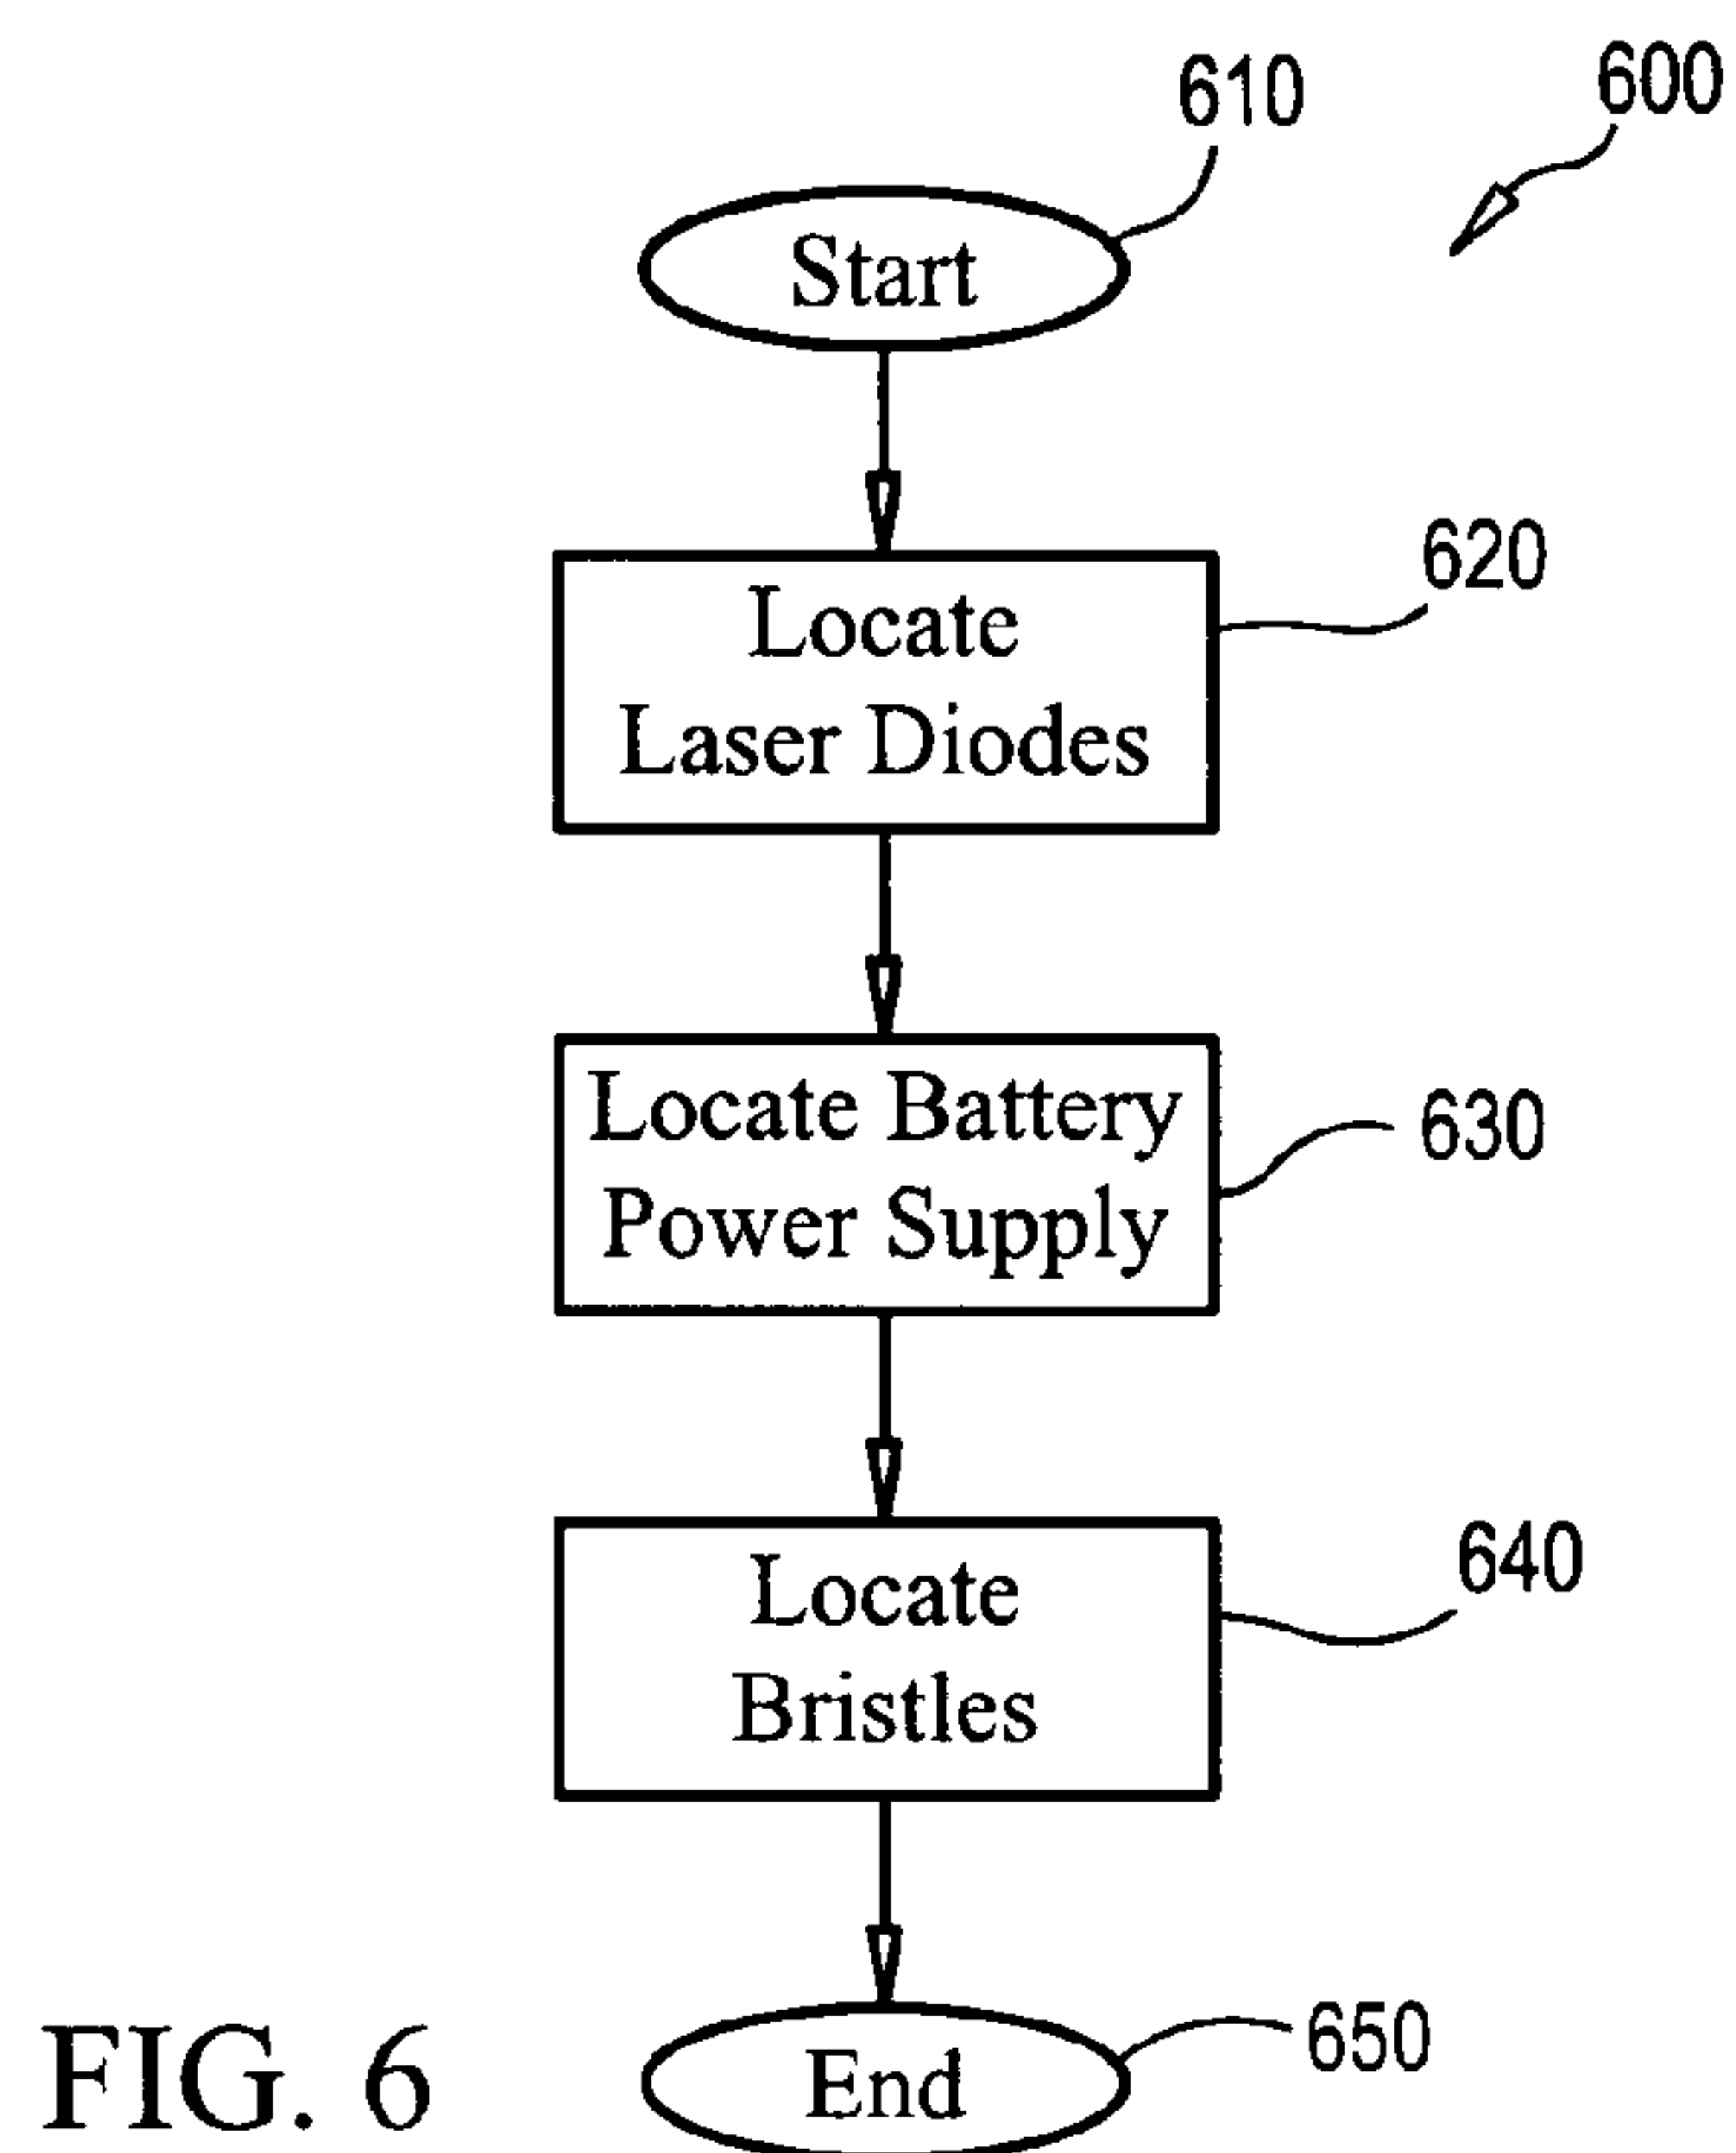 610
600
Start
620
Locate
Laser Diodes
630
Locate Battery
Power Supply
640
Locate
Bristles
650
End
FIG. 6